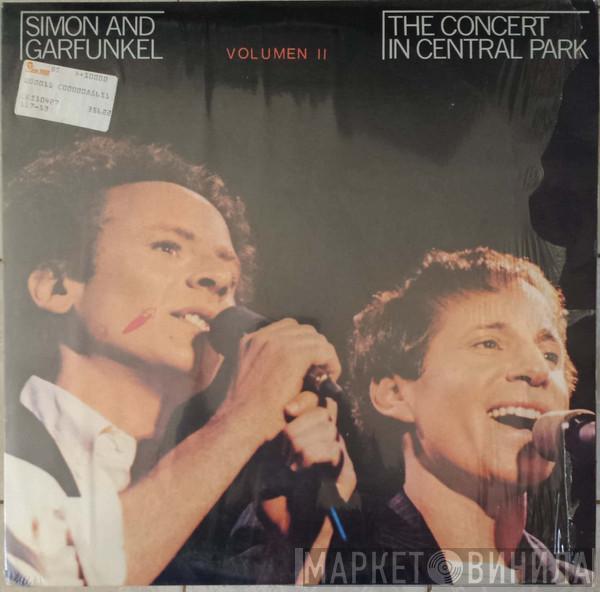 SIMON AND
GARFUNKEL
VOLUMEN II
THE CONCERT
IN CENTRAL PARK
МАРКЕТ ВИНИЛА